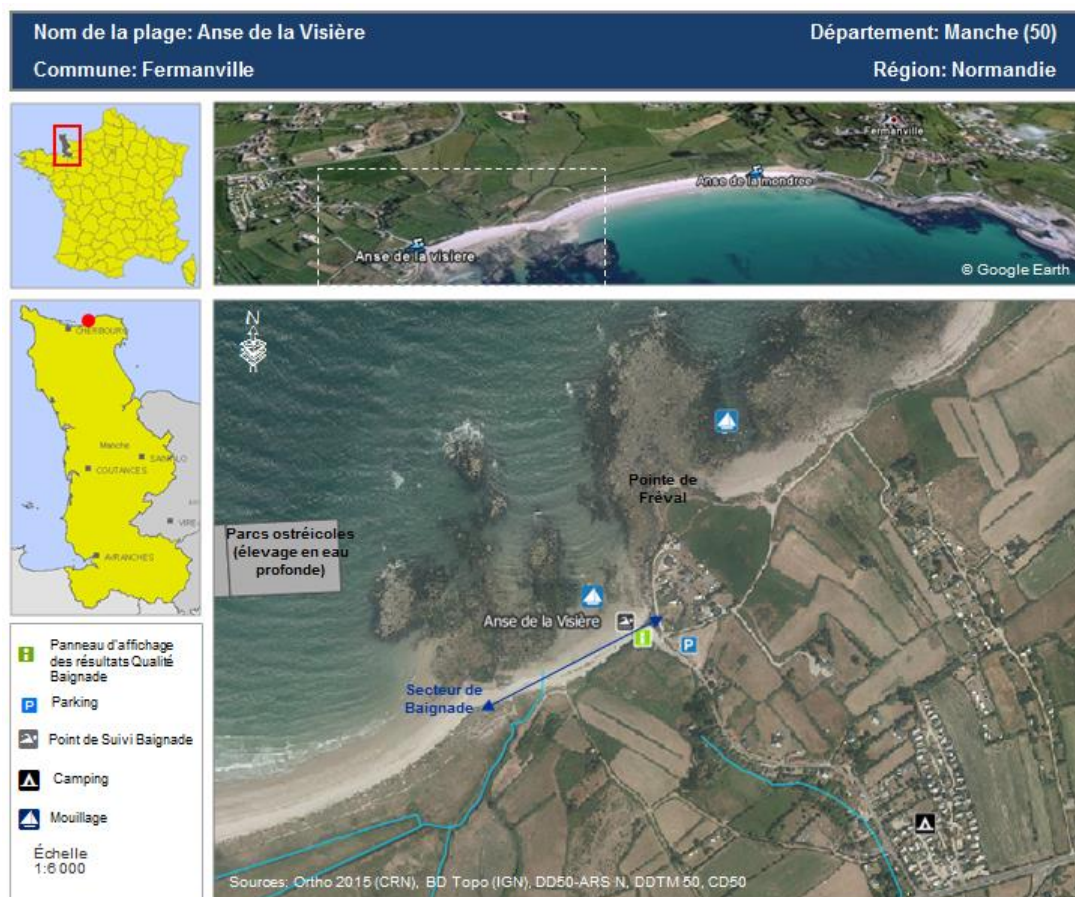 Nom de la plage: Anse de la Visière
Département: Manche (50)
Commune: Fermanville
Région: Normandie
Fermanville
Anse de la mondree
Anse de la visiere
© Google Earth
CHERBOURG
Manche
SAINT-LO
COUTANCES
VIRE
AVRANCHES
N
Pointe de
Fréval
Parcs ostréicoles
(élevage en eau
profonde)
Anse de la Visière
P
Secteur de
Baignade
Panneau d'affichage
des résultats Qualité
Baignade
P
Parking
Point de Suivi Baignade
Camping
Mouillage
Échelle
1:6 000
Sources: Ortho 2015 (CRN), BD Topo (IGN), DD50-ARS N, DDTM 50, CD50